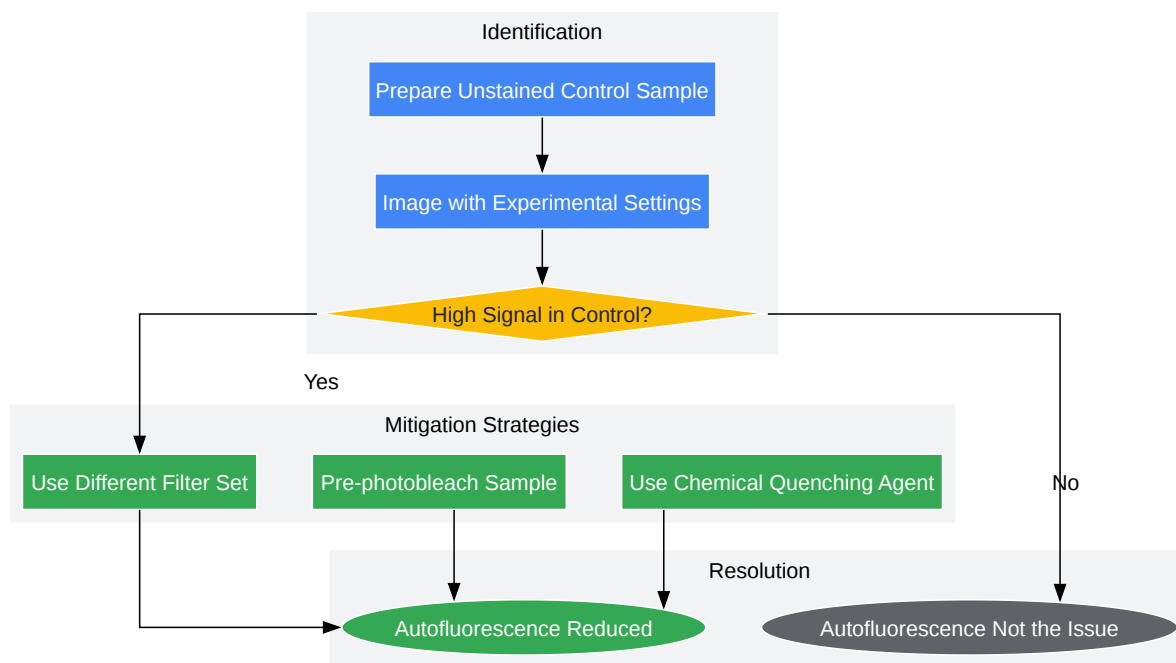 Identification
Prepare Unstained Control Sample
Image with Experimental Settings
High Signal in Control?
Yes
Mitigation Strategies
Use Different Filter Set
Pre-photobleach Sample
Use Chemical Quenching Agent
No
Resolution
Autofluorescence Reduced
Autofluorescence Not the Issue